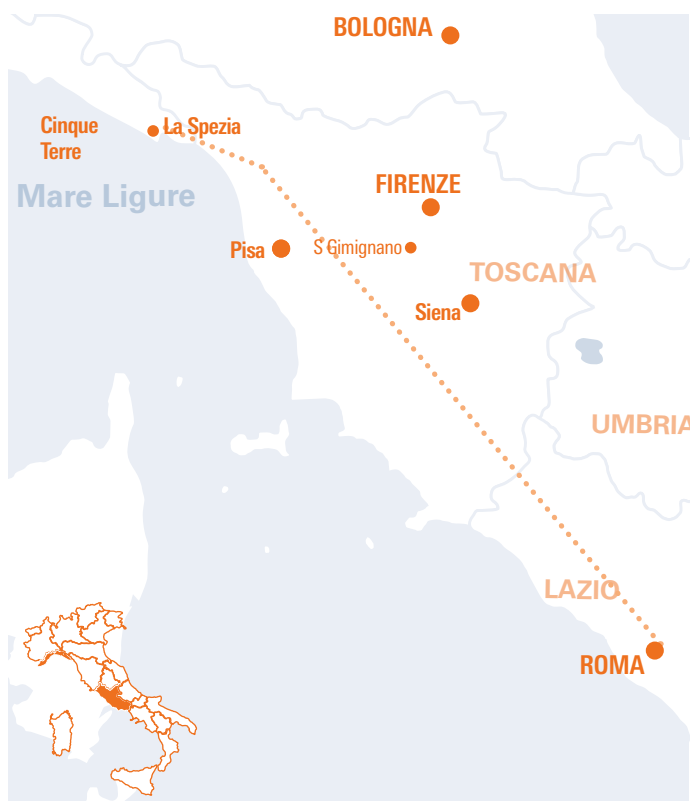 BOLOGNA
Cinque
Terre
La Spezia
Mare Ligure
FIRENZE
Pisa
S Gimignano
TOSCANA
Siena
UMBRIA
LAZIO
ROMA